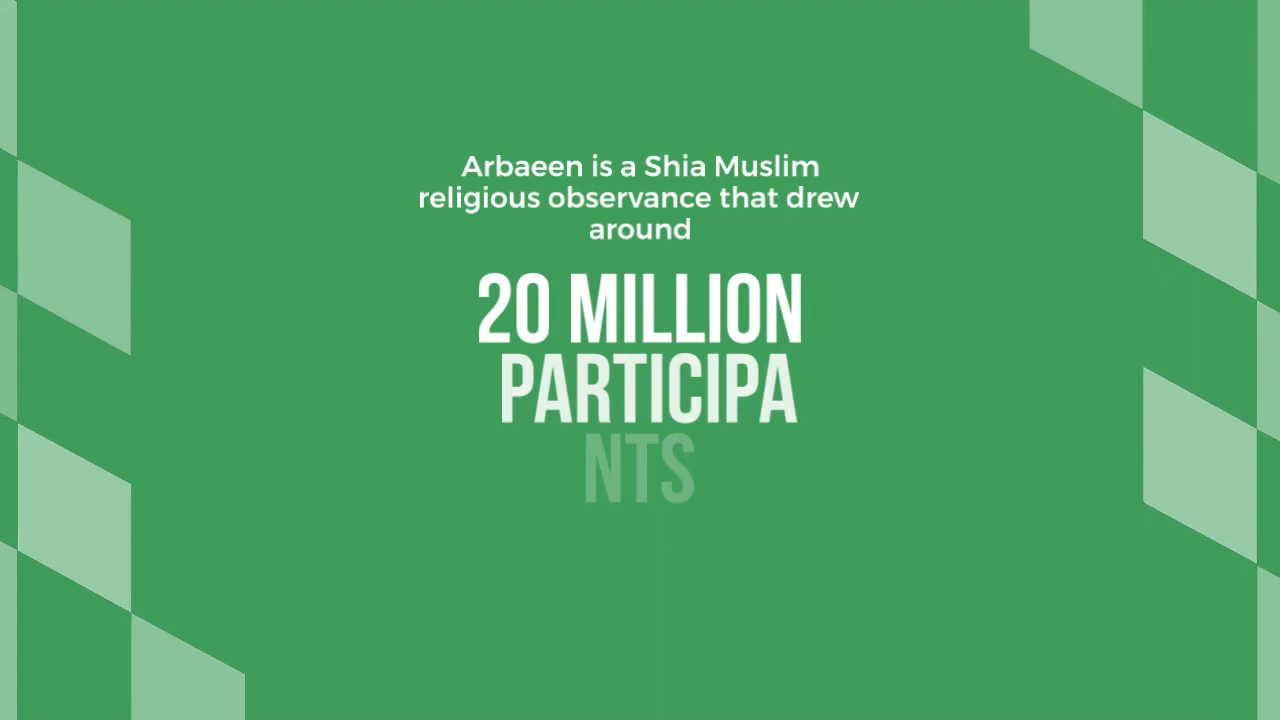 Arbaeen is a Shia Muslim
religious observance that drew
around
20 MILLION
PARTICIPA
NTS